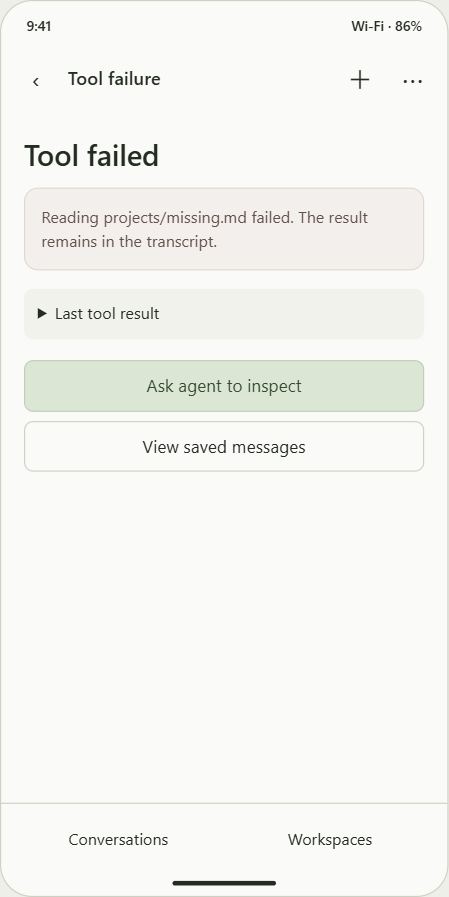 9:41
Wi-Fi · 86%
‹ Tool failure + ...
Tool failed
Reading projects/missing.md failed. The result
remains in the transcript.
▶ Last tool result
Ask agent to inspect
View saved messages
Conversations
Workspaces